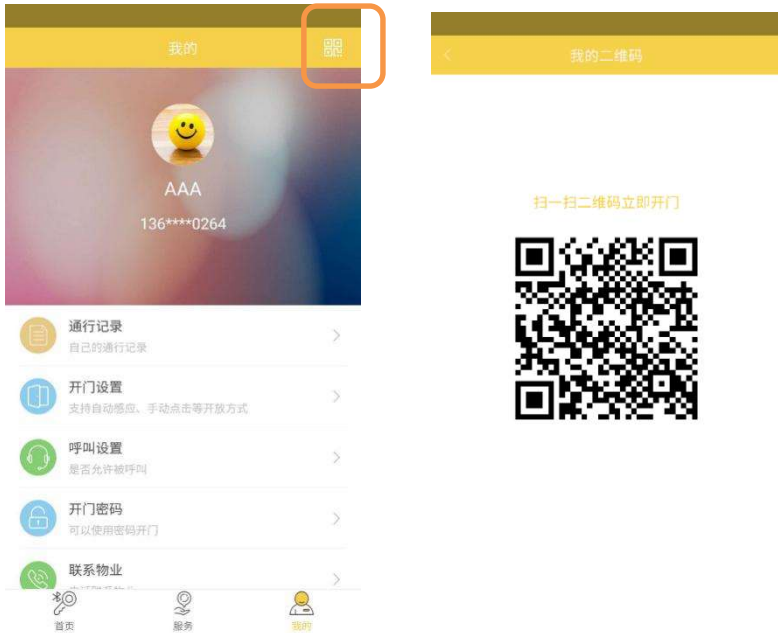 我的
AAA
136****0264
通行记录
自己的通行记录
开门设置
支持自动感应、手动点击等开放方式
呼叫设置
是否允许被呼叫
开门密码
可以使用密码开门
联系物业
首页
服务
我的
我的二维码
扫一扫二维码立即开门